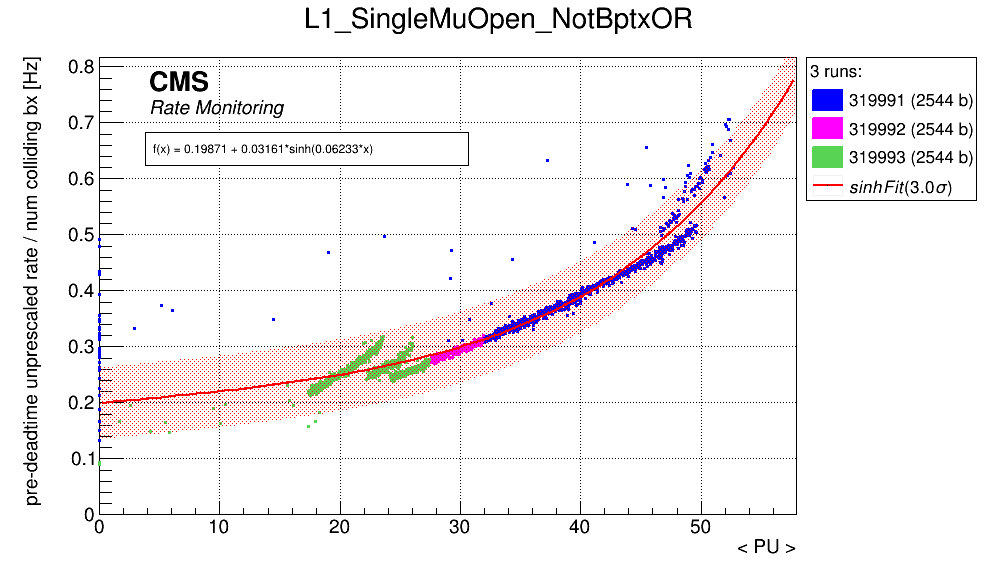 L1_SingleMuOpen_NotBptxOR
pre-deadtime unprescaled rate / num colliding bx [Hz]
0.8
0.7
0.6
0.5
0.4
0.3
0.2
0.1
0
CMS
Rate Monitoring
f(x) = 0.19871 + 0.03161*sinh(0.06233*x)
0 10 20 30 40 50
< PU >
3 runs:
319991 (2544 b)
319992 (2544 b)
319993 (2544 b)
sinhFit(3.0σ)